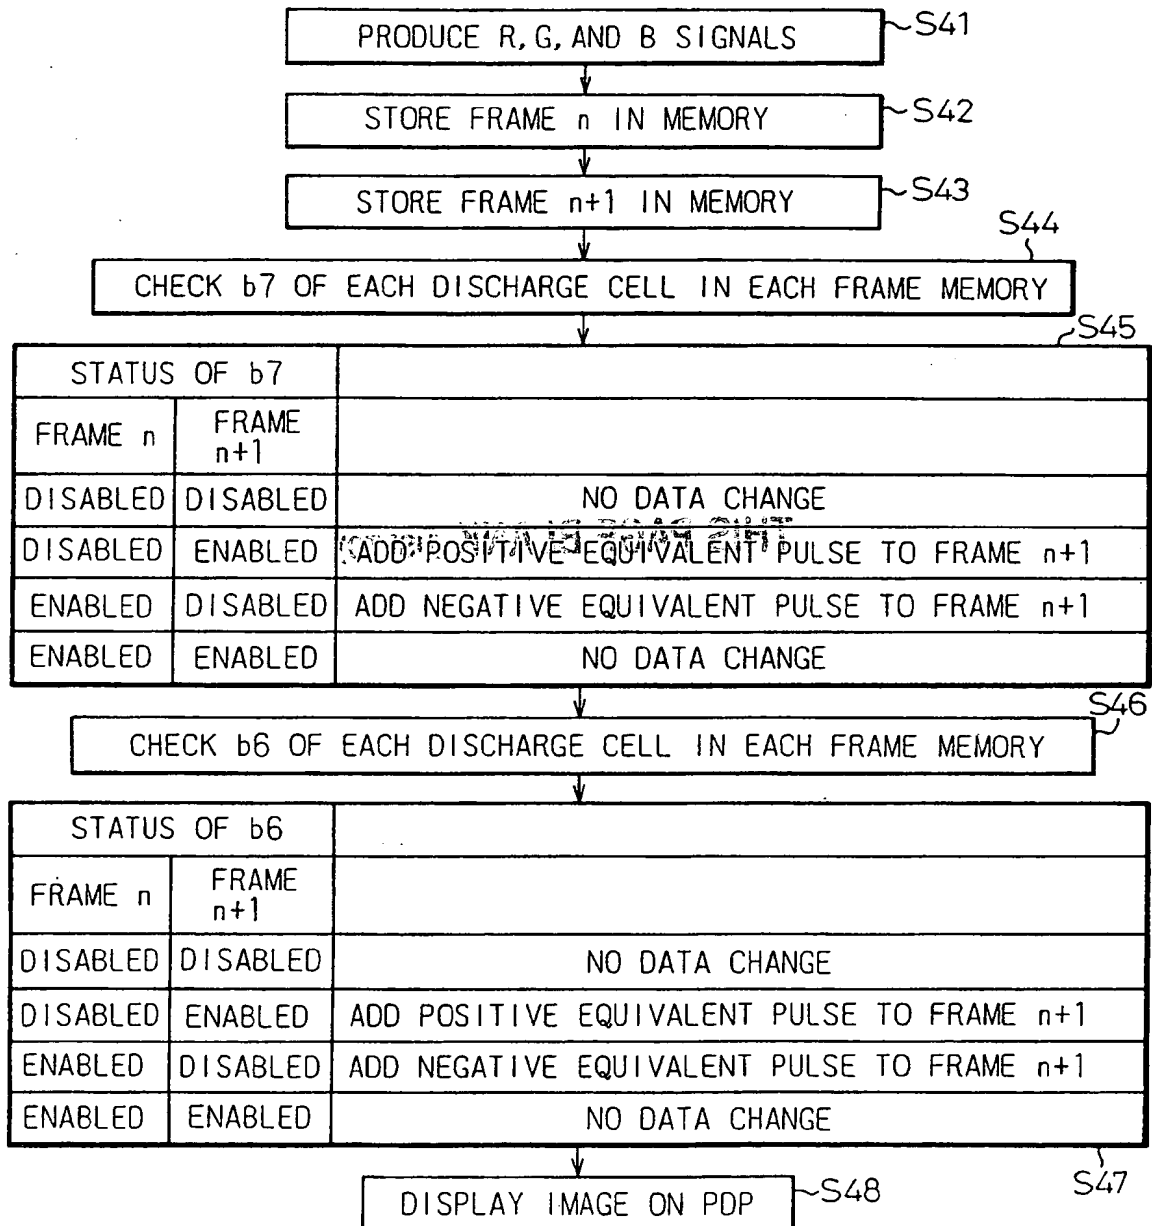 PRODUCE R, G, AND B SIGNALS S41
STORE FRAME n IN MEMORY S42
STORE FRAME n+1 IN MEMORY S43
S44
CHECK b7 OF EACH DISCHARGE CELL IN EACH FRAME MEMORY
S45
STATUS OF b7
FRAME n FRAME n+1
DISABLED DISABLED NO DATA CHANGE
DISABLED ENABLED ADD POSITIVE EQUIVALENT PULSE TO FRAME n+1
ENABLED DISABLED ADD NEGATIVE EQUIVALENT PULSE TO FRAME n+1
ENABLED ENABLED NO DATA CHANGE
S46
CHECK b6 OF EACH DISCHARGE CELL IN EACH FRAME MEMORY
STATUS OF b6
FRAME n FRAME n+1
DISABLED DISABLED NO DATA CHANGE
DISABLED ENABLED ADD POSITIVE EQUIVALENT PULSE TO FRAME n+1
ENABLED DISABLED ADD NEGATIVE EQUIVALENT PULSE TO FRAME n+1
ENABLED ENABLED NO DATA CHANGE
S47
DISPLAY IMAGE ON PDP S48